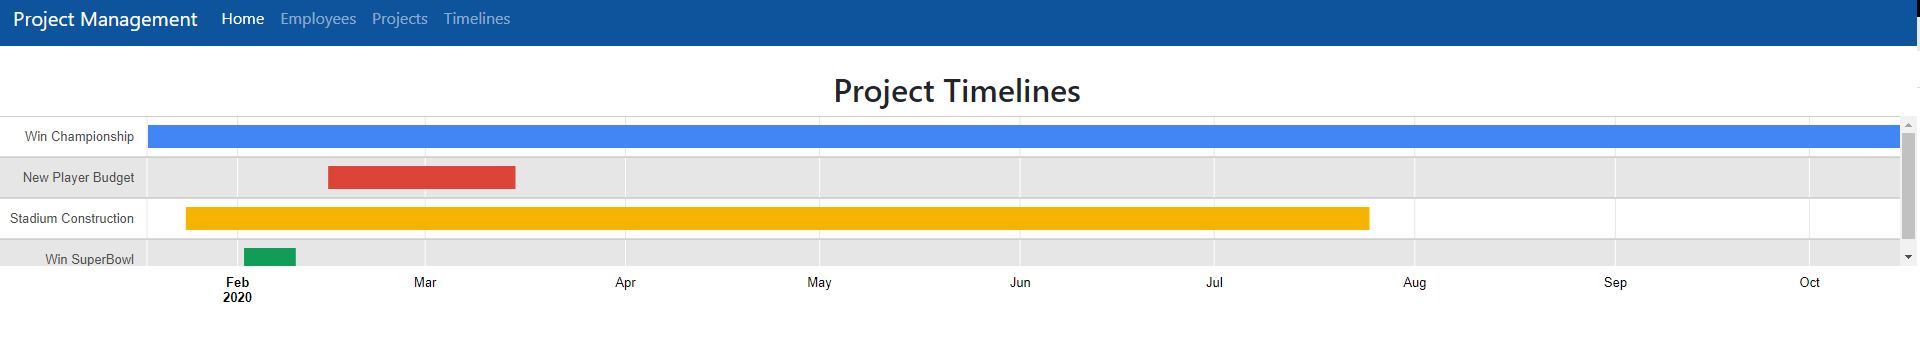 Project Management Home Employees Projects Timelines
Project Timelines
Win Championship
New Player Budget
Stadium Construction
Win SuperBowl
Feb Mar Apr May Jun Jul Aug Sep Oct
2020